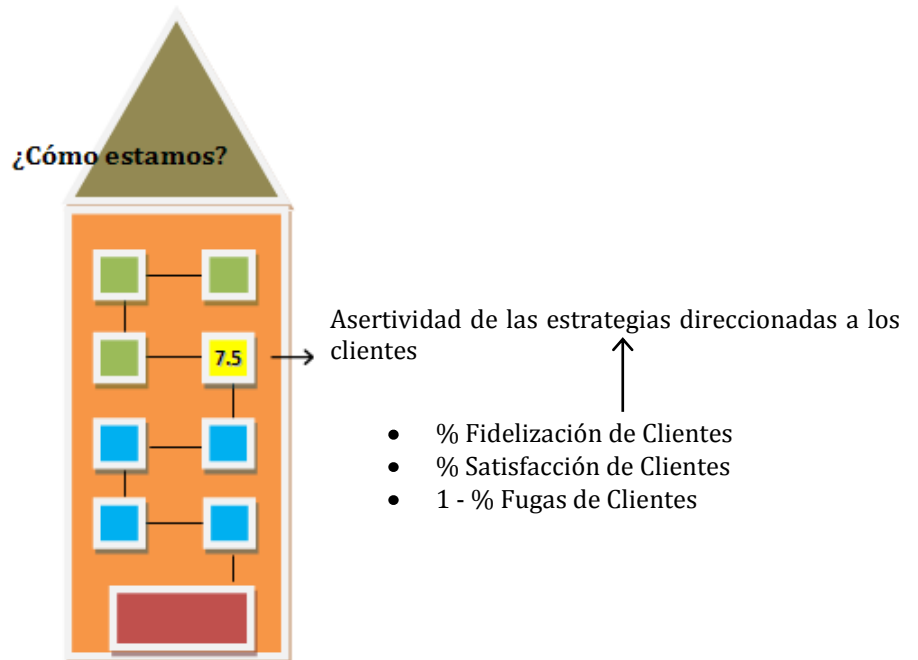 ¿Cómo estamos?
Asertividad de las estrategias direccionadas a los
clientes
7.5
• % Fidelización de Clientes
• % Satisfacción de Clientes
• 1 - % Fugas de Clientes